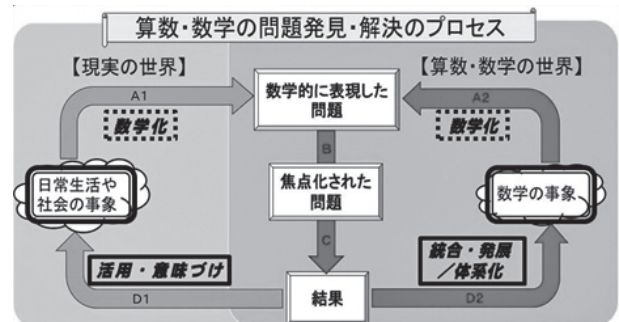 算数・数学の問題発見・解決のプロセス
【現実の世界】
【算数・数学の世界】
A1
数学的に表現した
問題
A2
数学化
数学化
B
日常生活や
社会の事象
焦点化された
問題
数学の事象
C
活用・意味づけ
統合・発展
／体系化
D1
結果
D2